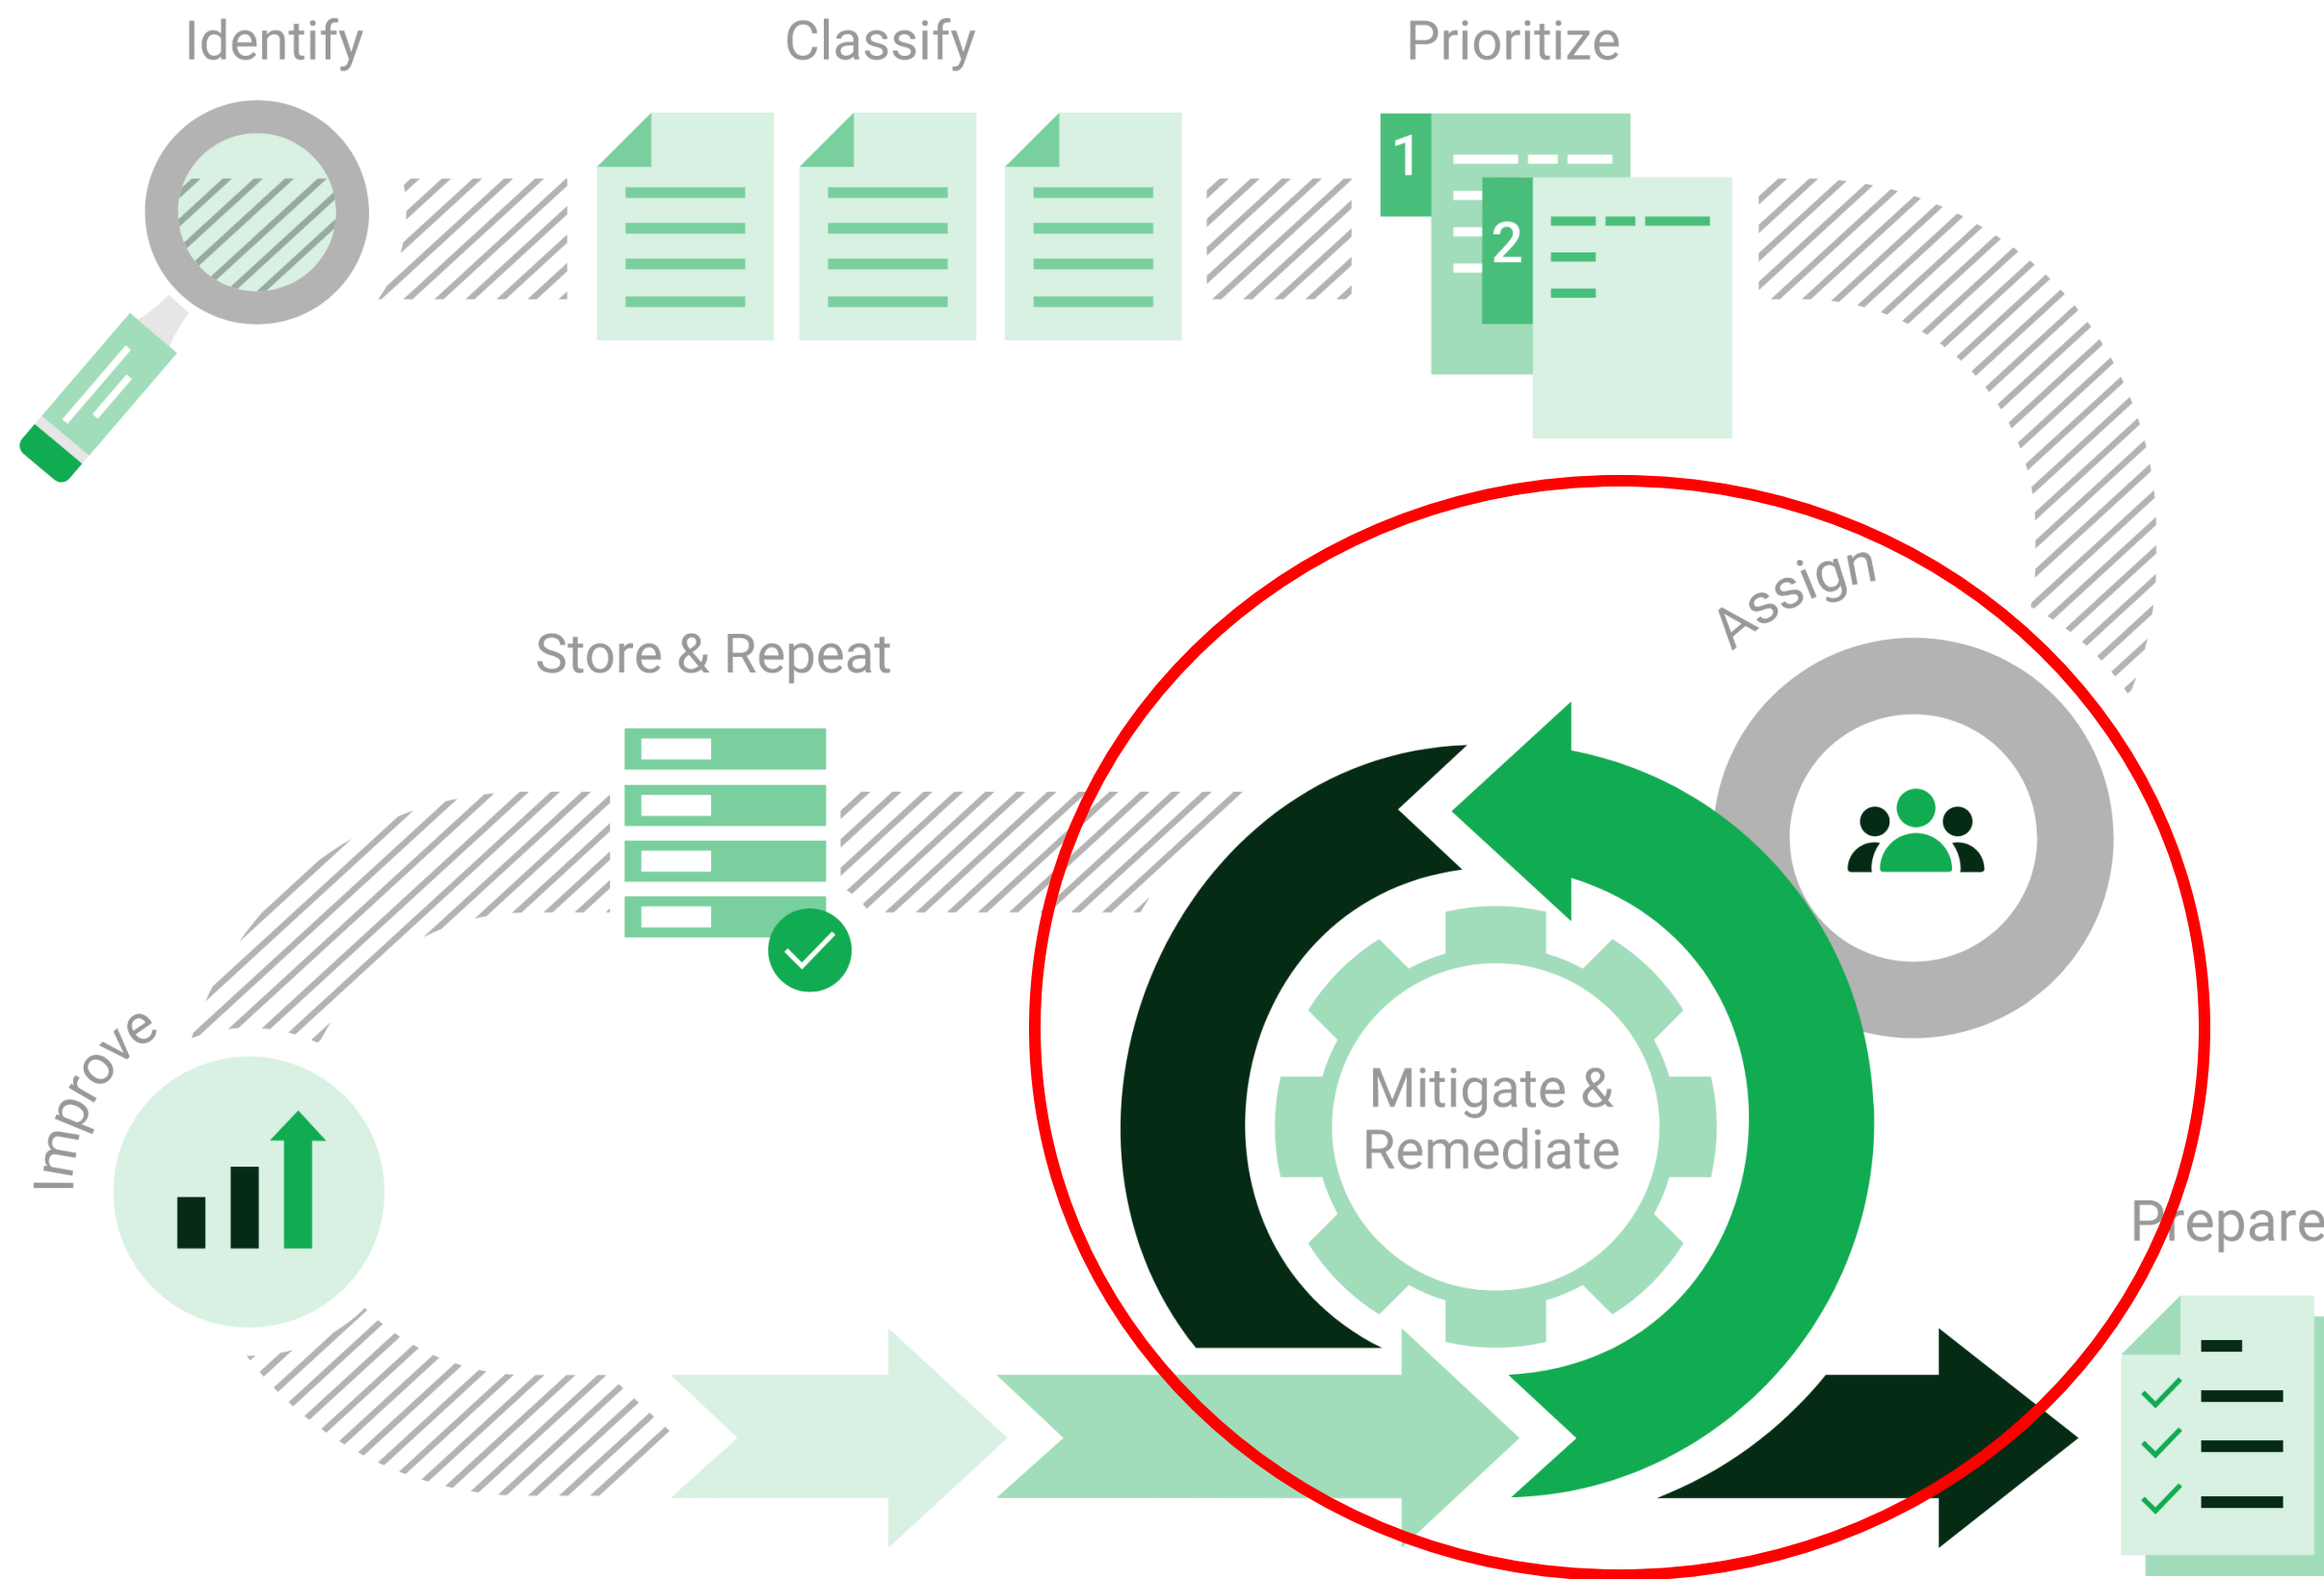 Identify
Classify
Prioritize
1
2
Assign
Store & Repeat
Mitigate &
Remediate
Improve
Prepare